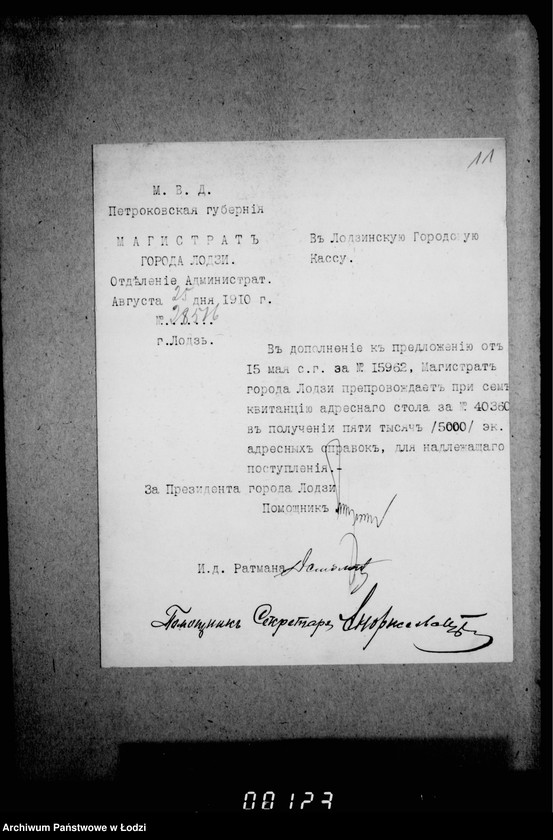 11
М. В. Д.
Петроковская губернія
МАГИСТРАТЪ
ГОРОДА ЛОДЗИ.
Отдѣленіе Администрат.
Августа 25 дня 1910 г.
№ 28516
г.Лодзь.
Въ Лодзинскую Городскую
Кассу.
Въ дополненіе къ предложенію отъ
15 мая с.г. за № 15962, Магистратъ
города Лодзи препровождаетъ при семъ
квитанцію адреснаго стола за № 40360
въ полученіи пяти тысячъ /5000/ эк.
адресныхъ справокъ, для надлежащаго
поступленія.-
За Президента города Лодзи
Помощникъ
И.д. Ратмана
Помощникъ Секретаря
00123
Archiwum Państwowe w Łodzi